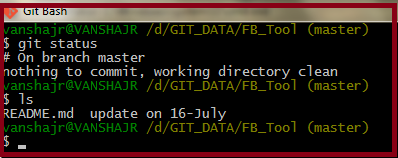 Git Bash
vanshajr@VANSHAJR /d/GIT_DATA/FB_Tool (master)
$ git status
# On branch master
nothing to commit, working directory clean
vanshajr@VANSHAJR /d/GIT_DATA/FB_Tool (master)
$ ls
README.md  update on 16-July
vanshajr@VANSHAJR /d/GIT_DATA/FB_Tool (master)
$